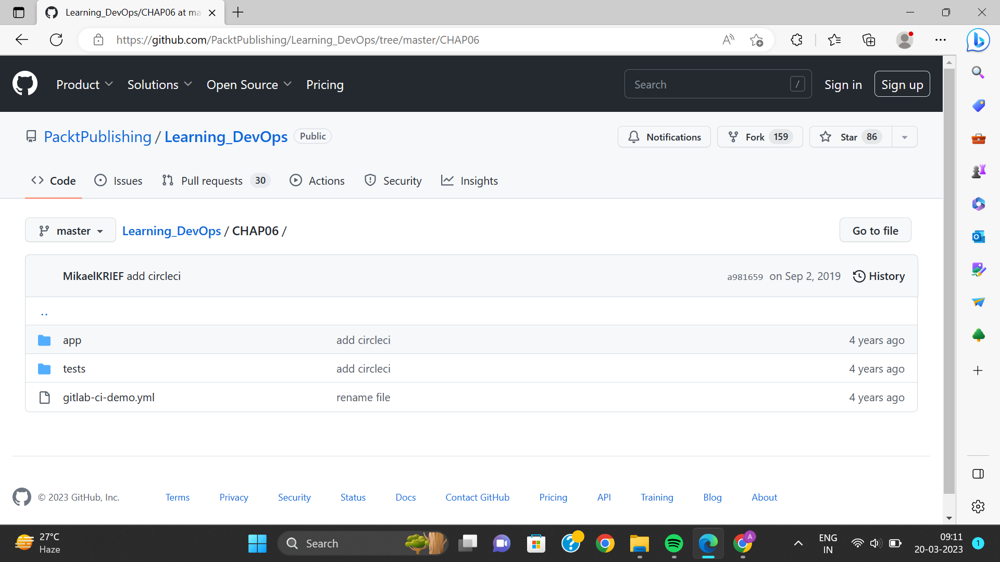 Learning_DevOps/CHAP06 at ma
https://github.com/PacktPublishing/Learning_DevOps/tree/master/CHAP06
Product Solutions Open Source Pricing Search / Sign in Sign up
PacktPublishing / Learning_DevOps Public Notifications Fork 159 Star 86
Code Issues Pull requests 30 Actions Security Insights
master Learning_DevOps / CHAP06 / Go to file
MikaelKRIEF add circleci a981659 on Sep 2, 2019 History
..
app add circleci 4 years ago
tests add circleci 4 years ago
gitlab-ci-demo.yml rename file 4 years ago
© 2023 GitHub, Inc. Terms Privacy Security Status Docs Contact GitHub Pricing API Training Blog About
27°C
Haze
Search
A
ENG
IN
09:11
20-03-2023
1